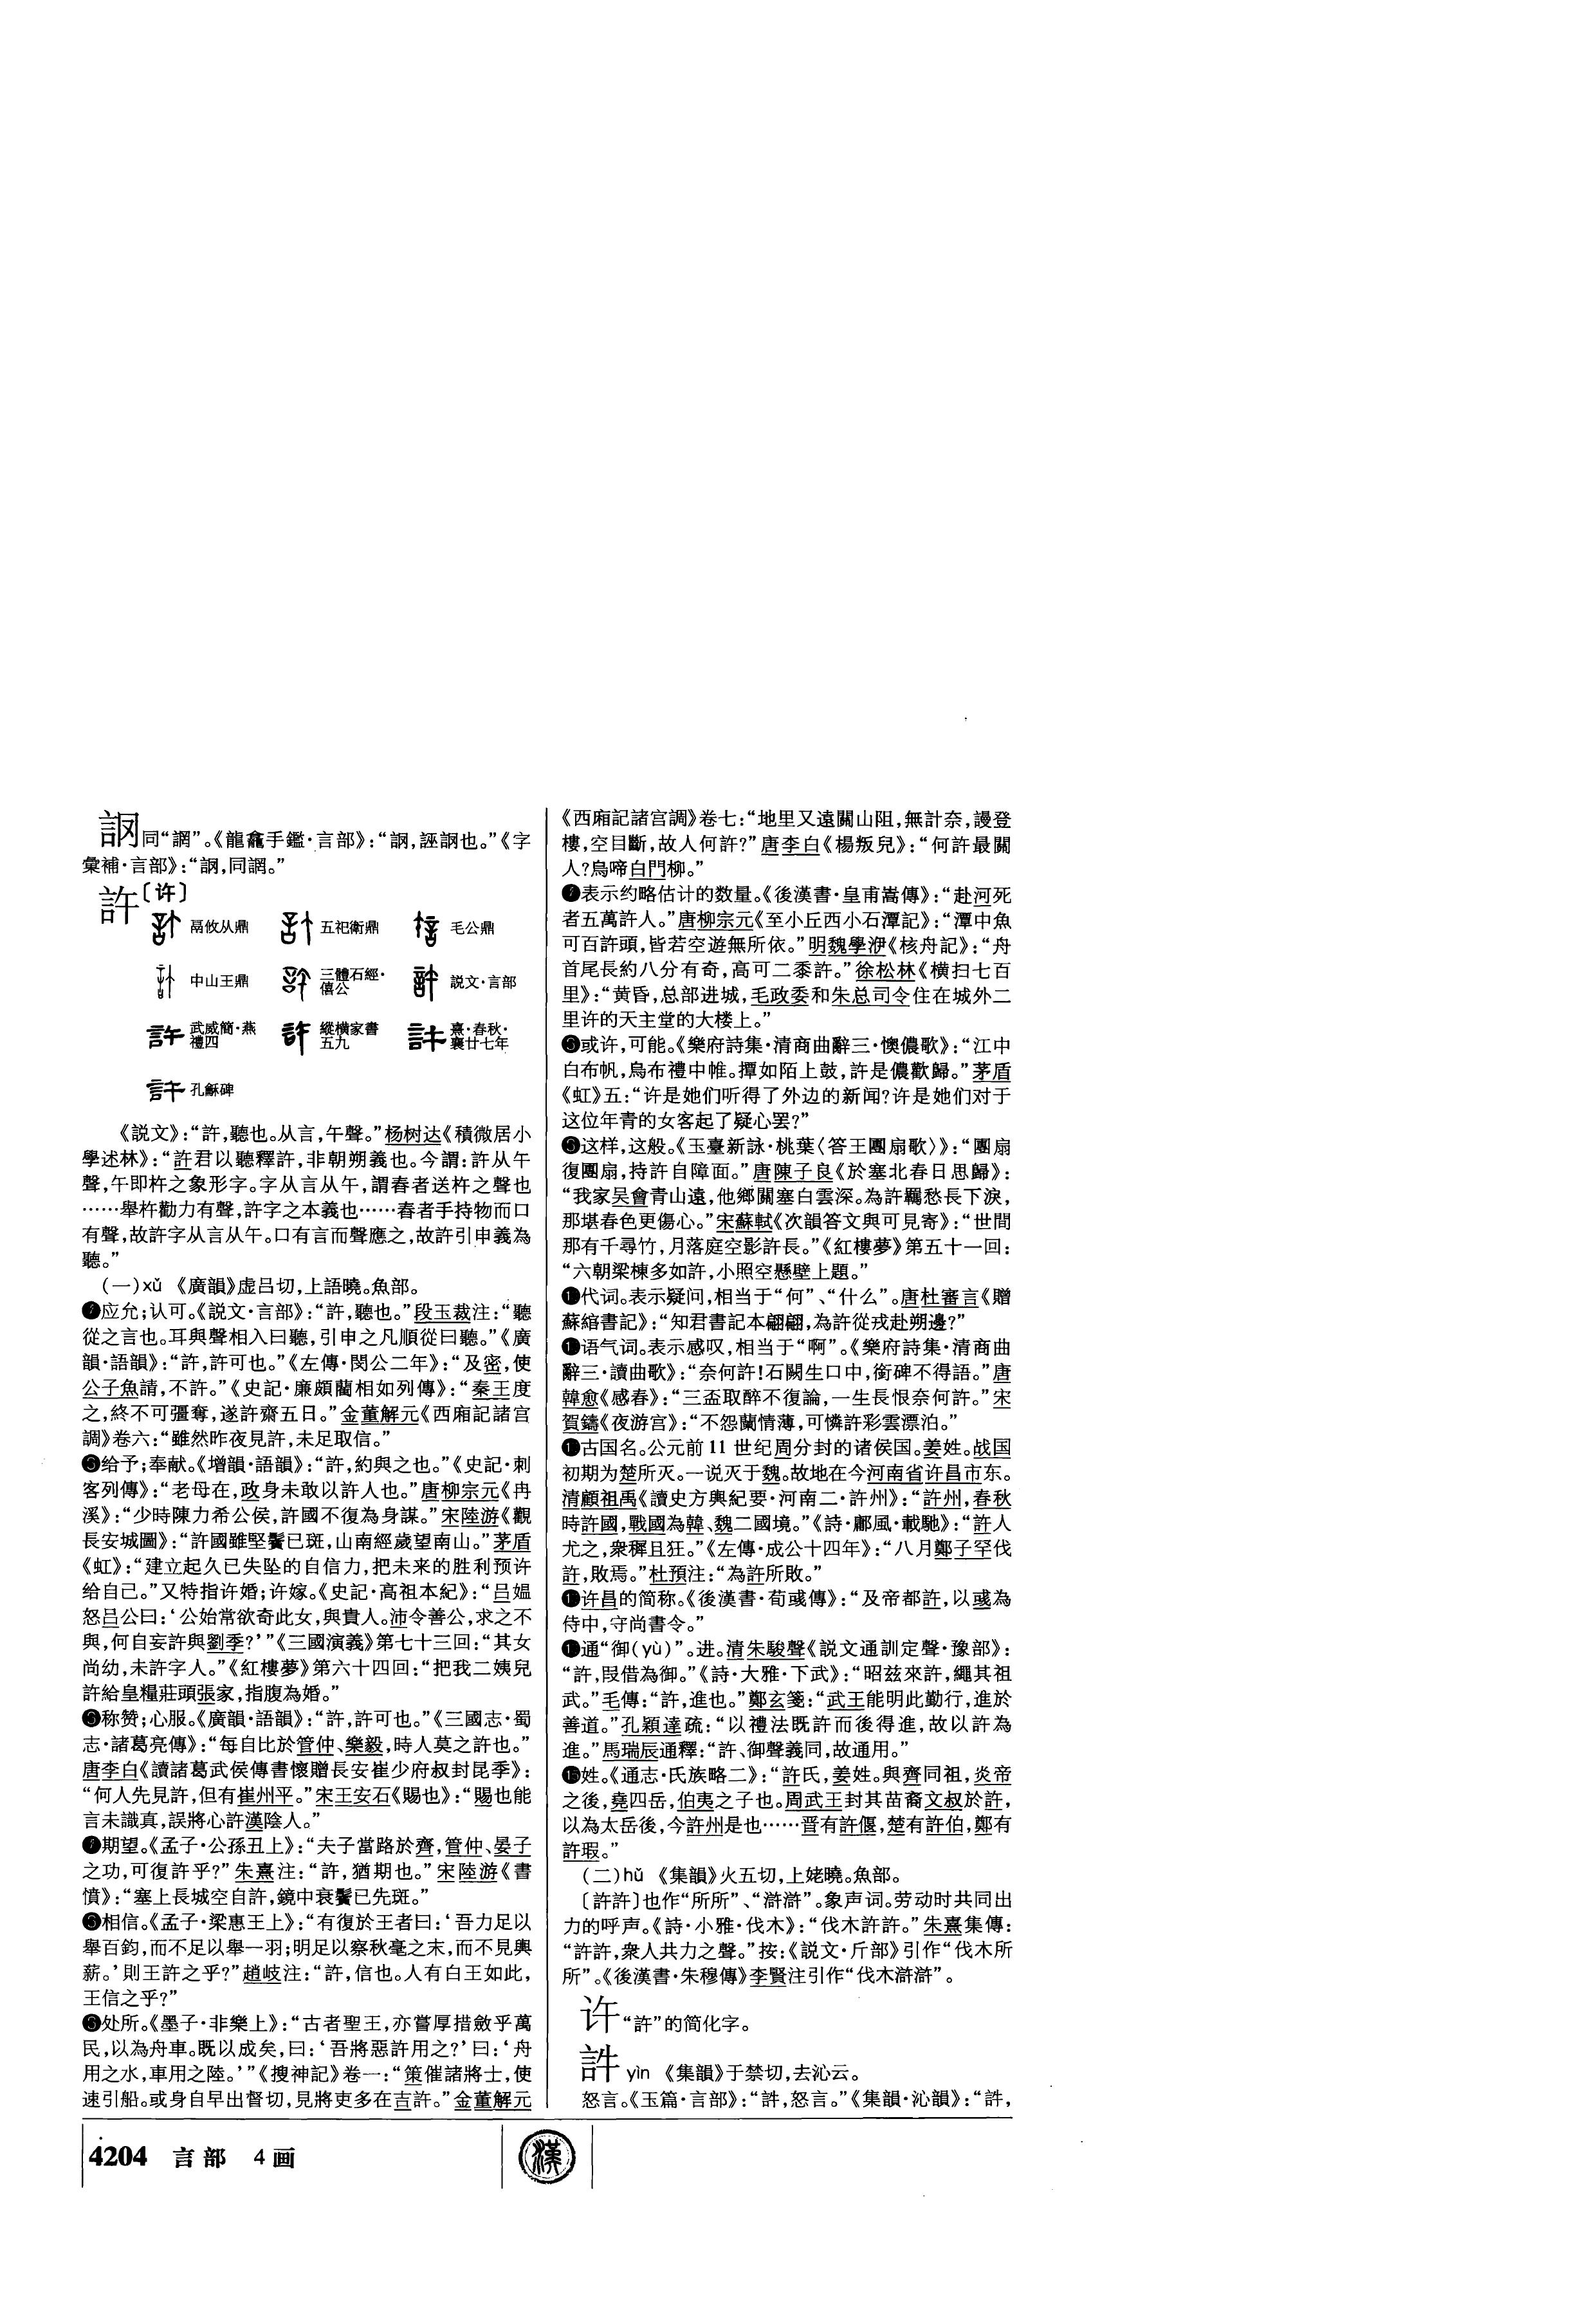 訵同“謵”。《龍龕手鑑·言部》：“訵，誣訵也。”《字
彙補·言部》：“訵，同謵。”
許〔许〕
鬲攸从鼎 五祀衛鼎 毛公鼎
中山王鼎 三體石經·僖公 説文·言部
武威簡·燕禮四 縱橫家書五九 熹·春秋·襄廿七年
孔龢碑
《説文》：“許，聽也。从言，午聲。”杨树达《積微居小
學述林》：“許君以聽釋許，非朝朔義也。今謂：許从午
聲，午即杵之象形字。字从言从午，謂舂者送杵之聲也
……舉杵勸力有聲，許字之本義也……舂者手持物而口
有聲，故許字从言从午。口有言而聲應之，故許引申義為
聽。”
（一）xǔ 《廣韻》虚吕切，上語曉。魚部。
❶应允；认可。《説文·言部》：“許，聽也。”段玉裁注：“聽
從之言也。耳與聲相入曰聽，引申之凡順從曰聽。”《廣
韻·語韻》：“許，許可也。”《左傳·閔公二年》：“及密，使
公子魚請，不許。”《史記·廉頗藺相如列傳》：“秦王度
之，終不可彊奪，遂許齋五日。”金董解元《西廂記諸宫
調》卷六：“雖然昨夜見許，未足取信。”
❷给予；奉献。《增韻·語韻》：“許，約與之也。”《史記·刺
客列傳》：“老母在，政身未敢以許人也。”唐柳宗元《冉
溪》：“少時陳力希公侯，許國不復為身謀。”宋陸游《觀
長安城圖》：“許國雖堅鬢已斑，山南經歲望南山。”茅盾
《虹》：“建立起久已失坠的自信力，把未来的胜利预许
给自己。”又特指许婚；许嫁。《史記·高祖本紀》：“吕媪
怒吕公曰：‘公始常欲奇此女，與貴人。沛令善公，求之不
與，何自妄許與劉季？’”《三國演義》第七十三回：“其女
尚幼，未許字人。”《紅樓夢》第六十四回：“把我二姨兒
許給皇糧莊頭張家，指腹為婚。”
❸称赞；心服。《廣韻·語韻》：“許，許可也。”《三國志·蜀
志·諸葛亮傳》：“每自比於管仲、樂毅，時人莫之許也。”
唐李白《讀諸葛武侯傳書懷贈長安崔少府叔封昆季》：
“何人先見許，但有崔州平。”宋王安石《賜也》：“賜也能
言未識真，誤將心許漢陰人。”
❹期望。《孟子·公孫丑上》：“夫子當路於齊，管仲、晏子
之功，可復許乎？”朱熹注：“許，猶期也。”宋陸游《書
憤》：“塞上長城空自許，鏡中衰鬢已先斑。”
❺相信。《孟子·梁惠王上》：“有復於王者曰：‘吾力足以
舉百鈞，而不足以舉一羽；明足以察秋毫之末，而不見輿
薪。’則王許之乎？”趙岐注：“許，信也。人有白王如此，
王信之乎？”
❻处所。《墨子·非樂上》：“古者聖王，亦嘗厚措斂乎萬
民，以為舟車。既以成矣，曰：‘吾將惡許用之？’曰：‘舟
用之水，車用之陸。’”《搜神記》卷一：“策催諸將士，使
速引船。或身自早出督切，見將吏多在吉許。”金董解元
《西廂記諸宫調》卷七：“地里又遠關山阻，無計奈，謾登
樓，空目斷，故人何許？”唐李白《楊叛兒》：“何許最關
人？烏啼白門柳。”
❼表示约略估计的数量。《後漢書·皇甫嵩傳》：“赴河死
者五萬許人。”唐柳宗元《至小丘西小石潭記》：“潭中魚
可百許頭，皆若空遊無所依。”明魏學洢《核舟記》：“舟
首尾長約八分有奇，高可二黍許。”徐松林《横扫七百
里》：“黄昏，总部进城，毛政委和朱总司令住在城外二
里许的天主堂的大楼上。”
❽或许，可能。《樂府詩集·清商曲辭三·懊儂歌》：“江中
白布帆，烏布禮中帷。撢如陌上鼓，許是儂歡歸。”茅盾
《虹》五：“许是她们听得了外边的新闻？许是她们对于
这位年青的女客起了疑心罢？”
❾这样，这般。《玉臺新詠·桃葉〈答王團扇歌〉》：“團扇
復團扇，持許自障面。”唐陳子良《於塞北春日思歸》：
“我家吴會青山遠，他鄉關塞白雲深。為許羈愁長下淚，
那堪春色更傷心。”宋蘇軾《次韻答文與可見寄》：“世間
那有千尋竹，月落庭空影許長。”《紅樓夢》第五十一回：
“六朝梁棟多如許，小照空懸壁上題。”
❿代词。表示疑问，相当于“何”、“什么”。唐杜審言《贈
蘇綰書記》：“知君書記本翩翩，為許從戎赴朔邊？”
⓫语气词。表示感叹，相当于“啊”。《樂府詩集·清商曲
辭三·讀曲歌》：“奈何許！石闕生口中，銜碑不得語。”唐
韓愈《感春》：“三盃取醉不復論，一生長恨奈何許。”宋
賀鑄《夜游宫》：“不怨蘭情薄，可憐許彩雲漂泊。”
⓬古国名。公元前11世纪周分封的诸侯国。姜姓。战国
初期为楚所灭。一说灭于魏。故地在今河南省许昌市东。
清顧祖禹《讀史方輿紀要·河南二·許州》：“許州，春秋
時許國，戰國為韓、魏二國境。”《詩·鄘風·載馳》：“許人
尤之，衆穉且狂。”《左傳·成公十四年》：“八月鄭子罕伐
許，敗焉。”杜預注：“為許所敗。”
⓭许昌的简称。《後漢書·荀彧傳》：“及帝都許，以彧為
侍中，守尚書令。”
⓮通“御（yù）”。进。清朱駿聲《説文通訓定聲·豫部》：
“許，叚借為御。”《詩·大雅·下武》：“昭兹來許，繩其祖
武。”毛傳：“許，進也。”鄭玄箋：“武王能明此勤行，進於
善道。”孔穎達疏：“以禮法既許而後得進，故以許為
進。”馬瑞辰通釋：“許、御聲義同，故通用。”
⓯姓。《通志·氏族略二》：“許氏，姜姓。與齊同祖，炎帝
之後，堯四岳，伯夷之子也。周武王封其苗裔文叔於許，
以為太岳後，今許州是也……晋有許偃，楚有許伯，鄭有
許瑕。”
（二）hǔ 《集韻》火五切，上姥曉。魚部。
〔許許〕也作“所所”、“滸滸”。象声词。劳动时共同出
力的呼声。《詩·小雅·伐木》：“伐木許許。”朱熹集傳：
“許許，衆人共力之聲。”按：《説文·斤部》引作“伐木所
所”。《後漢書·朱穆傳》李賢注引作“伐木滸滸”。
许“許”的简化字。
䚿 yìn 《集韻》于禁切，去沁云。
怒言。《玉篇·言部》：“䚿，怒言。”《集韻·沁韻》：“䚿，
4204 言部 4画
漢